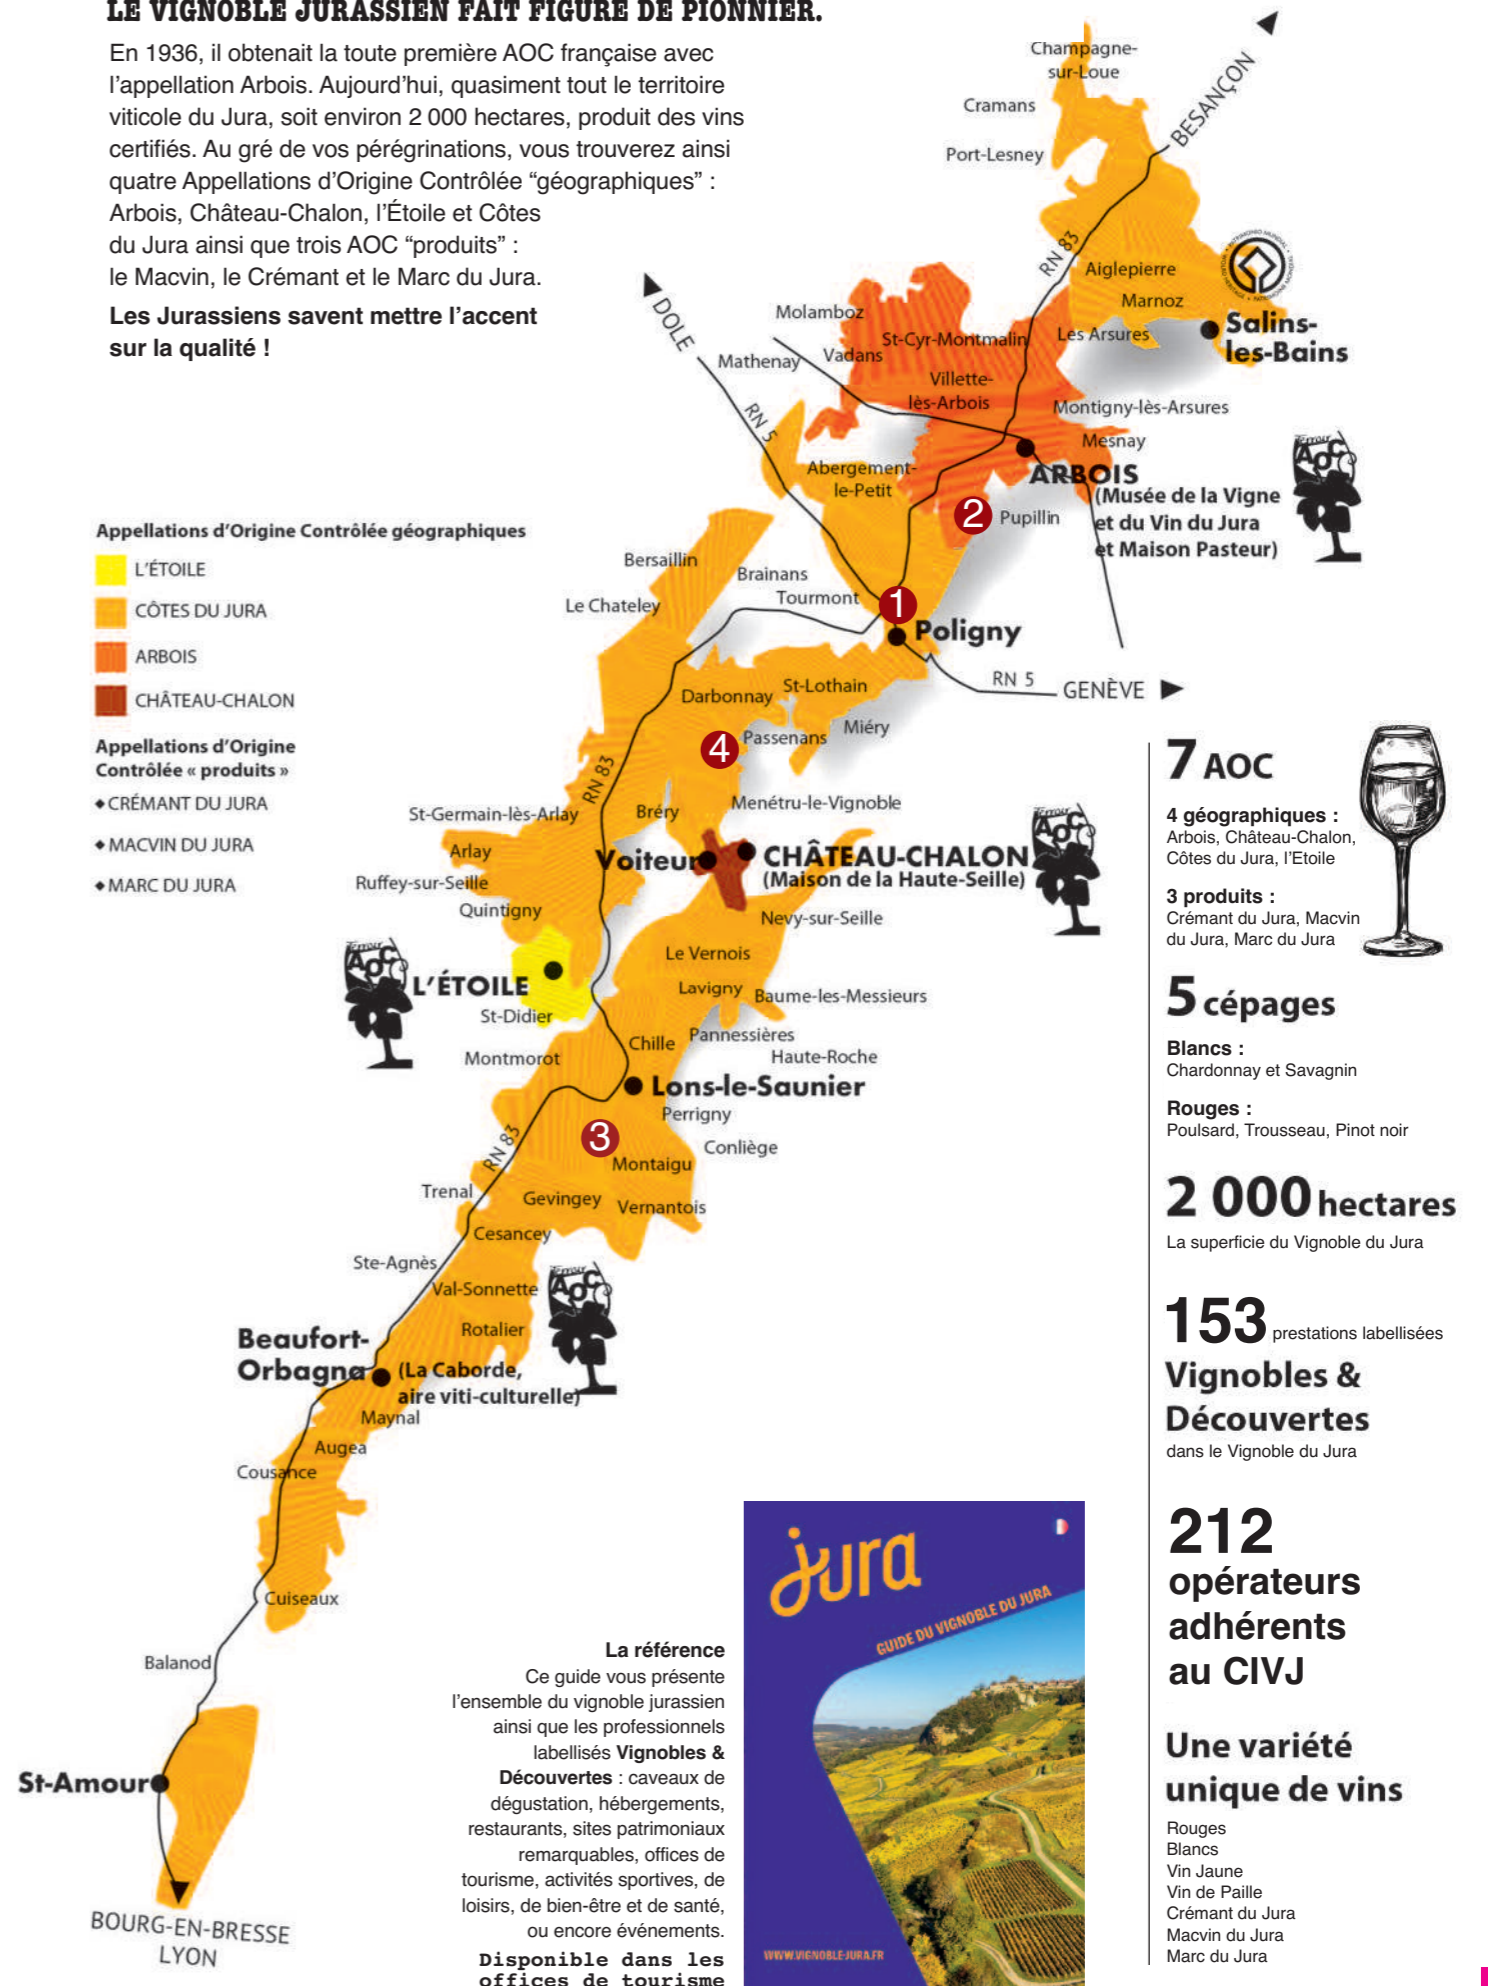 LE VIGNOBLE JURASSIEN FAIT FIGURE DE PIONNIER.
En 1936, il obtenait la toute première AOC française avec
l'appellation Arbois. Aujourd'hui, quasiment tout le territoire
viticole du Jura, soit environ 2 000 hectares, produit des vins
certifiés. Au gré de vos pérégrinations, vous trouverez ainsi
quatre Appellations d'Origine Contrôlée “géographiques” :
Arbois, Château-Chalon, l'Étoile et Côtes
du Jura ainsi que trois AOC “produits” :
le Macvin, le Crémant et le Marc du Jura.
Les Jurassiens savent mettre l'accent
sur la qualité !
Champagne-
sur-Loue
Cramans
Port-Lesney
BESANÇON
RN 83
Aiglepierre
Marnoz
Salins-
les-Bains
Les Arsures
DOLE
Molamboz
St-Cyr-Montmalin
Vadans
Mathenay
Villette-
lès-Arbois
Montigny-lès-Arsures
RN 5
Mesnay
Abergement-
le-Petit
ARBOIS
(Musée de la Vigne
et du Vin du Jura
et Maison Pasteur)
Terroir
AOC
2
Pupillin
Appellations d'Origine Contrôlée géographiques
L'ÉTOILE
CÔTES DU JURA
ARBOIS
CHÂTEAU-CHALON
Appellations d'Origine
Contrôlée « produits »
CRÉMANT DU JURA
MACVIN DU JURA
MARC DU JURA
Bersaillin
Brainans
Le Chateley
Tourmont
1
Poligny
RN 5
GENÈVE
Darbonnay
St-Lothain
Miéry
4
Passenans
RN 83
St-Germain-lès-Arlay
Bréry
Menétru-le-Vignoble
Arlay
Voiteur
CHÂTEAU-CHALON
(Maison de la Haute-Seille)
Terroir
AOC
Ruffey-sur-Seille
Quintigny
Nevy-sur-Seille
Le Vernois
Terroir
AOC
L'ÉTOILE
Lavigny
Baume-les-Messieurs
St-Didier
Chille
Pannessières
Montmorot
Haute-Roche
Lons-le-Saunier
Perrigny
RN 83
3
Conliège
Montaigu
Trenal
Gevingey
Vernantois
Cesancey
Ste-Agnès
Val-Sonnette
Terroir
AOC
Rotalier
Beaufort-
Orbagna
(La Caborde,
aire viti-culturelle)
Maynal
Augea
Cousance
Cuiseaux
Balanod
St-Amour
BOURG-EN-BRESSE
LYON
7 AOC
4 géographiques :
Arbois, Château-Chalon,
Côtes du Jura, l'Etoile
3 produits :
Crémant du Jura, Macvin
du Jura, Marc du Jura
5 cépages
Blancs :
Chardonnay et Savagnin
Rouges :
Poulsard, Trousseau, Pinot noir
2 000 hectares
La superficie du Vignoble du Jura
153 prestations labellisées
Vignobles &
Découvertes
dans le Vignoble du Jura
212
opérateurs
adhérents
au CIVJ
Une variété
unique de vins
Rouges
Blancs
Vin Jaune
Vin de Paille
Crémant du Jura
Macvin du Jura
Marc du Jura
La référence
Ce guide vous présente
l'ensemble du vignoble jurassien
ainsi que les professionnels
labellisés Vignobles &
Découvertes : caveaux de
dégustation, hébergements,
restaurants, sites patrimoniaux
remarquables, offices de
tourisme, activités sportives, de
loisirs, de bien-être et de santé,
ou encore événements.
Disponible dans les
offices de tourisme
jura
GUIDE DU VIGNOBLE DU JURA
WWW.VIGNOBLE-JURA.FR